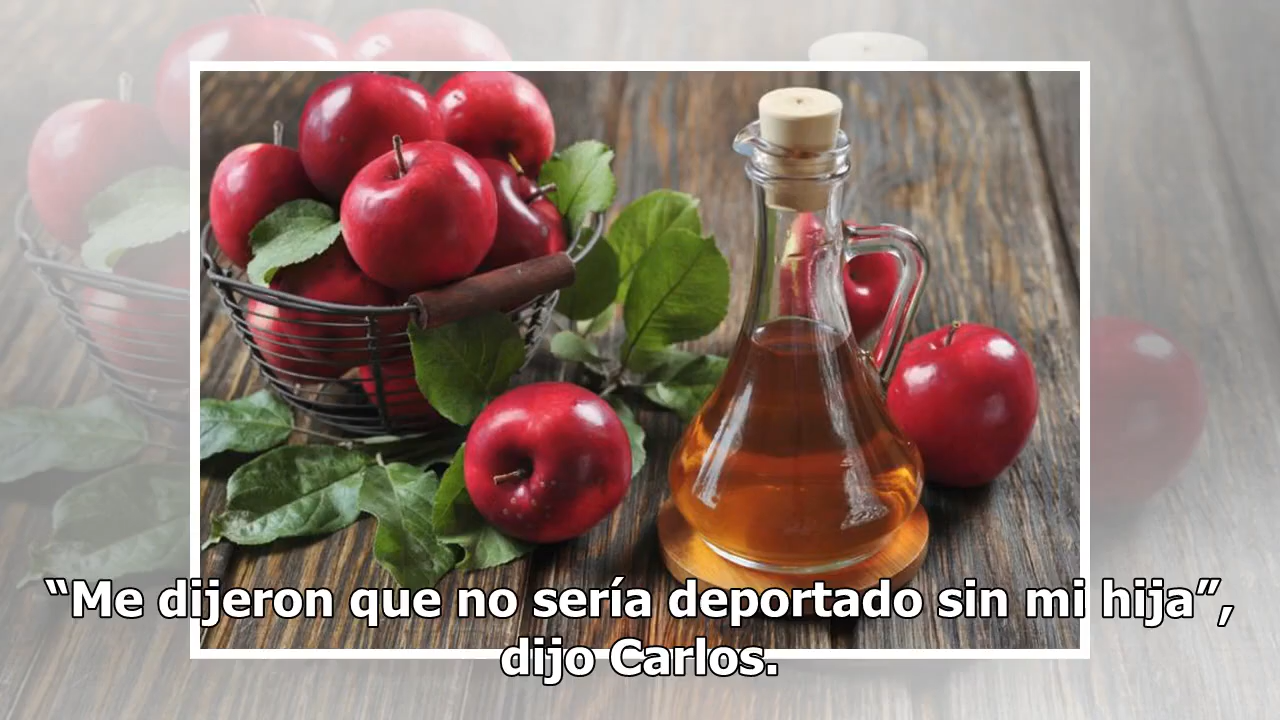 “Me dijeron que no sería deportado sin mi hija”,
dijo Carlos.